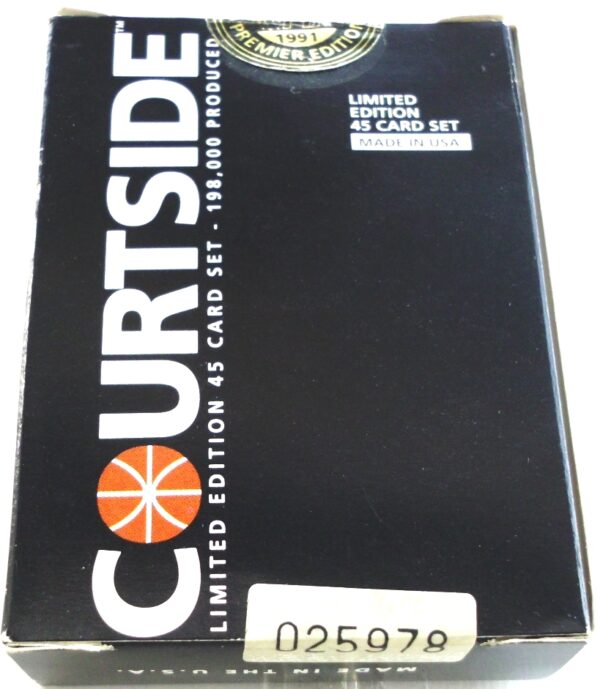 1991
PREMIER EDITION
LIMITED
EDITION
45 CARD SET
MADE IN USA
COURTSIDE™
LIMITED EDITION 45 CARD SET - 198,000 PRODUCED
025978
MADE IN THE U.S.A.